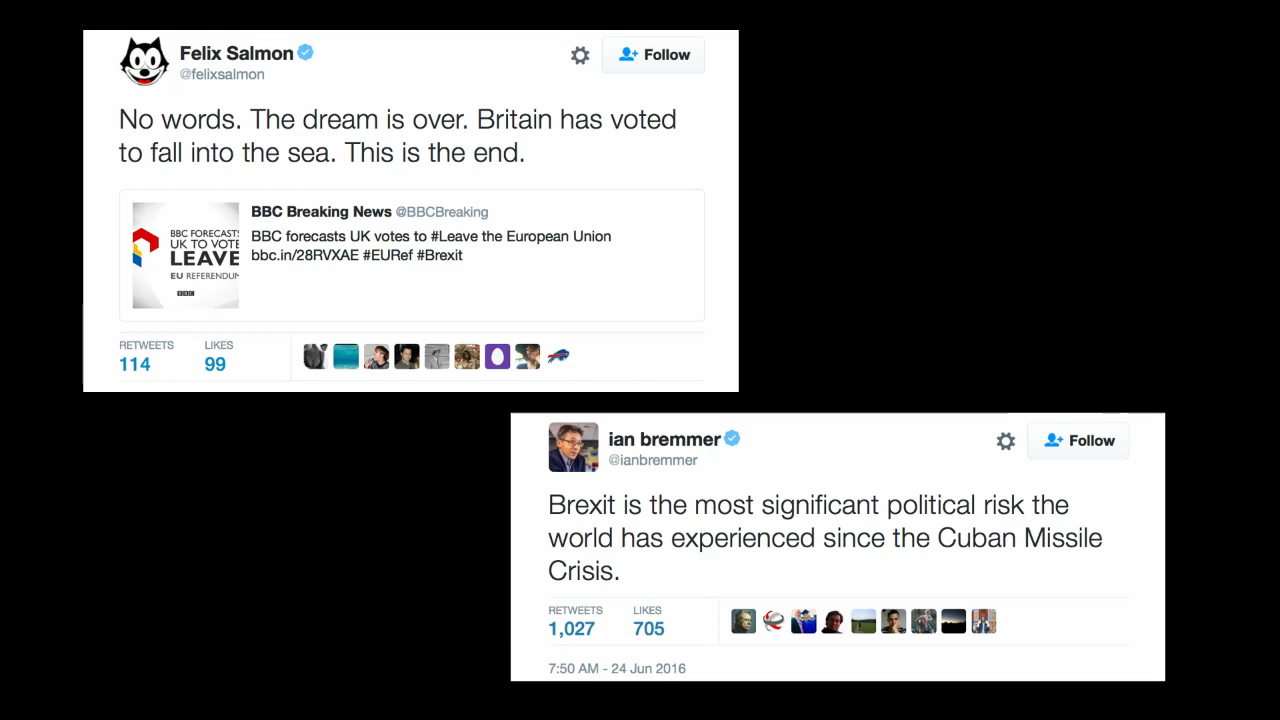 Felix Salmon
@felixsalmon
Follow
No words. The dream is over. Britain has voted
to fall into the sea. This is the end.
BBC FORECASTS
UK TO VOTE
LEAVE
EU REFERENDUM
BBC
BBC Breaking News @BBCBreaking
BBC forecasts UK votes to #Leave the European Union
bbc.in/28RVXAE #EURef #Brexit
RETWEETS LIKES
114 99
ian bremmer
@ianbremmer
Follow
Brexit is the most significant political risk the
world has experienced since the Cuban Missile
Crisis.
RETWEETS LIKES
1,027 705
7:50 AM - 24 Jun 2016